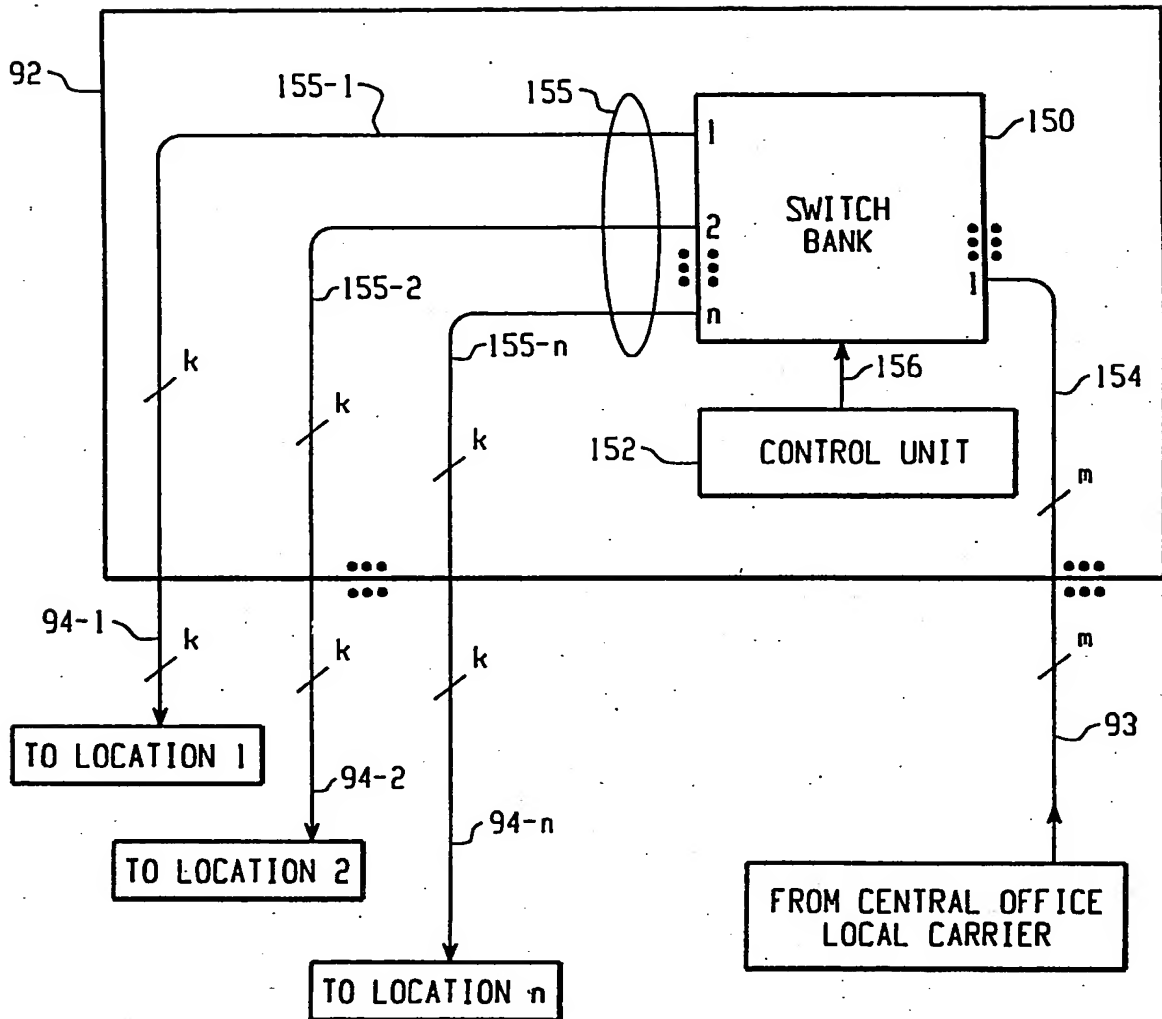 92
155-1
155
1
150
2
SWITCH
BANK
1
155-2
n
155-n
k
156
154
k
152
CONTROL UNIT
k
m
94-1
k
k
k
m
93
TO LOCATION 1
94-2
94-n
TO LOCATION 2
FROM CENTRAL OFFICE
LOCAL CARRIER
TO LOCATION n